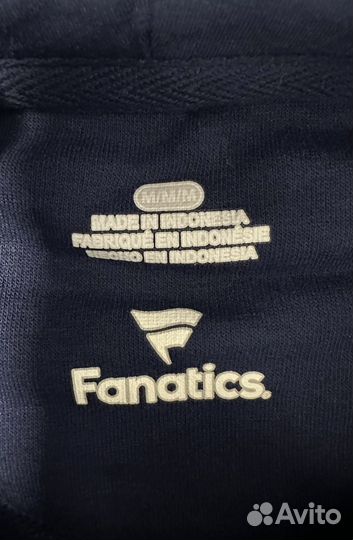 M/M/M
MADE IN INDONESIA
FABRIQUÉ EN INDONÉSIE
HECHO EN INDONESIA
Fanatics.
Avito